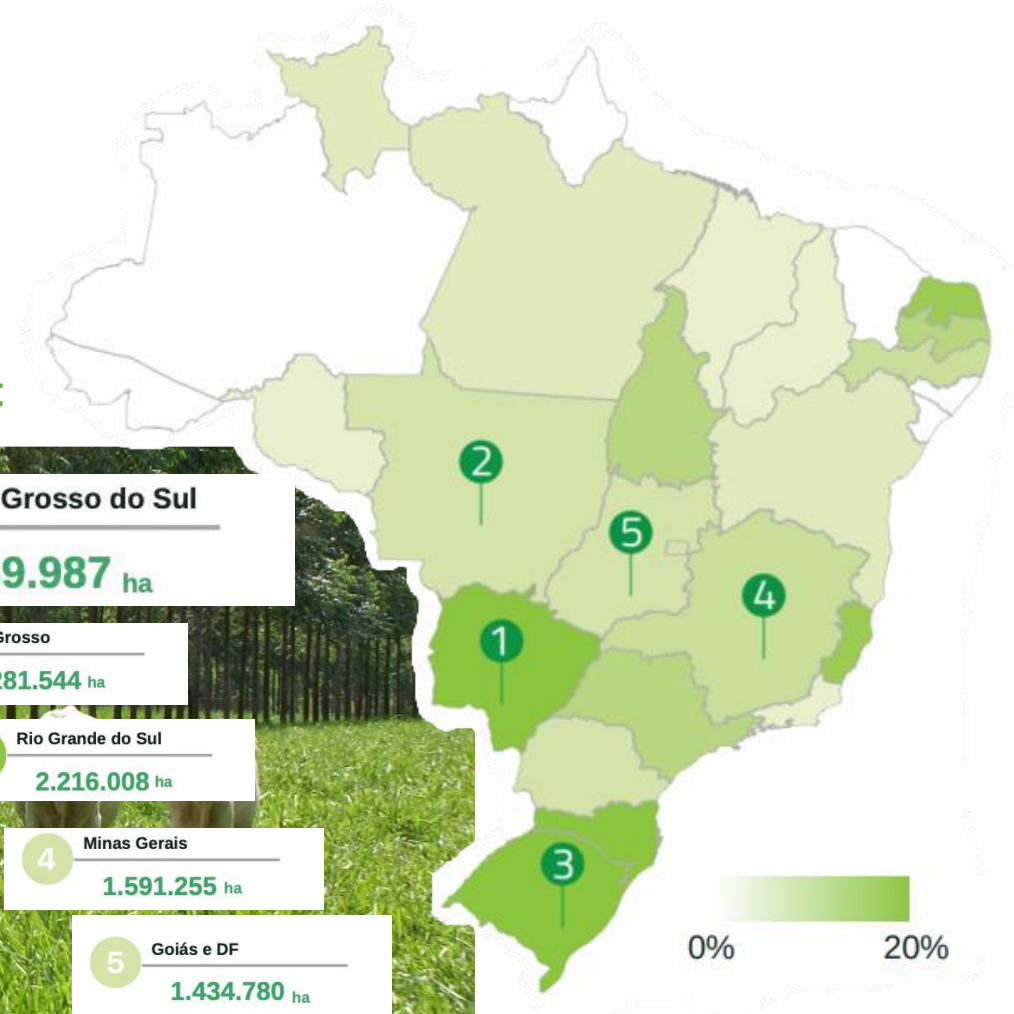 Grosso do Sul
9.987 ha
Grosso
281.544 ha
Rio Grande do Sul
2.216.008 ha
4
Minas Gerais
1.591.255 ha
5
Goiás e DF
1.434.780 ha
2
5
4
1
3
0%
20%